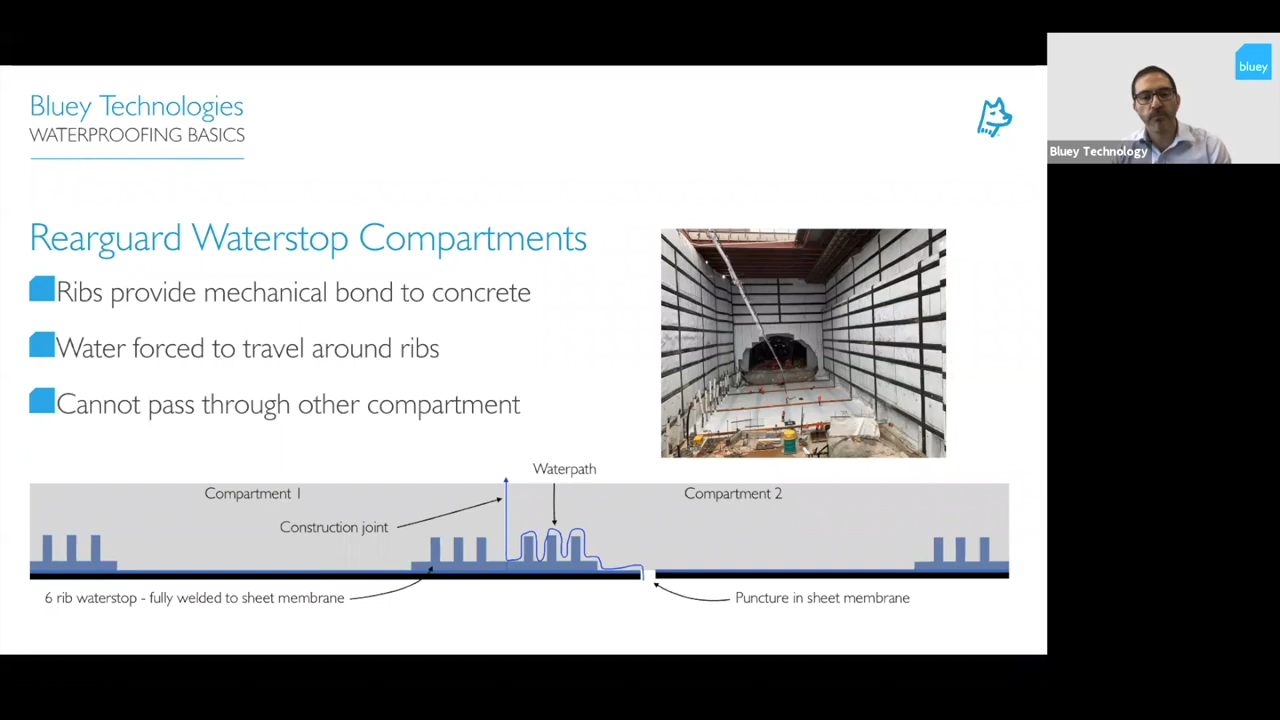 Bluey Technologies
WATERPROOFING BASICS
bluey
Bluey Technology
Rearguard Waterstop Compartments
Ribs provide mechanical bond to concrete
Water forced to travel around ribs
Cannot pass through other compartment
Waterpath
Compartment 1
Compartment 2
Construction joint
6 rib waterstop - fully welded to sheet membrane
Puncture in sheet membrane